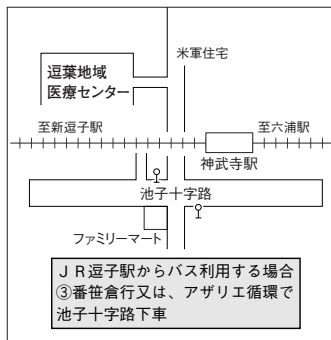 米軍住宅
逗葉地域
医療センター
至新逗子駅
至六浦駅
神武寺駅
池子十字路
ファミリーマート
ＪＲ逗子駅からバス利用する場合
③番笹倉行又は、アザリエ循環で
池子十字路下車